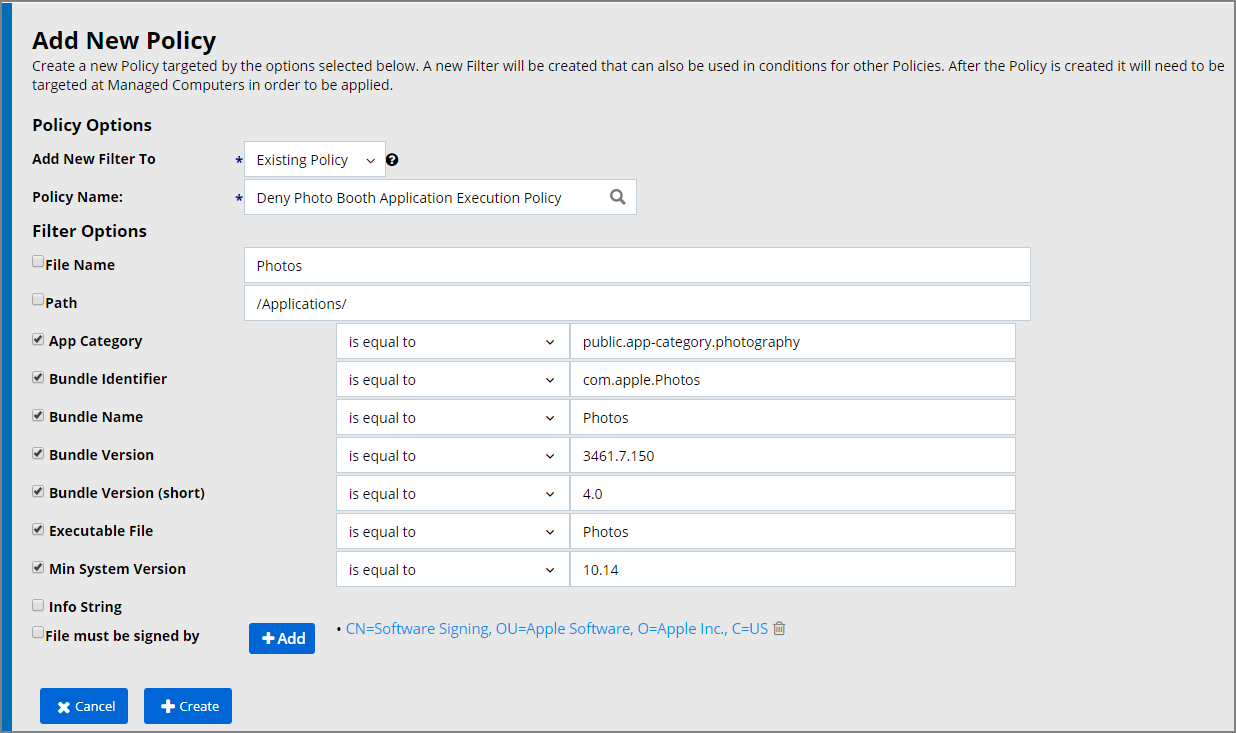 Add New Policy
Create a new Policy targeted by the options selected below. A new Filter will be created that can also be used in conditions for other Policies. After the Policy is created it will need to be
targeted at Managed Computers in order to be applied.
Policy Options
Add New Filter To * Existing Policy ?
Policy Name: * Deny Photo Booth Application Execution Policy
Filter Options
File Name Photos
Path /Applications/
App Category is equal to public.app-category.photography
Bundle Identifier is equal to com.apple.Photos
Bundle Name is equal to Photos
Bundle Version is equal to 3461.7.150
Bundle Version (short) is equal to 4.0
Executable File is equal to Photos
Min System Version is equal to 10.14
Info String
File must be signed by + Add • CN=Software Signing, OU=Apple Software, O=Apple Inc., C=US
Cancel + Create